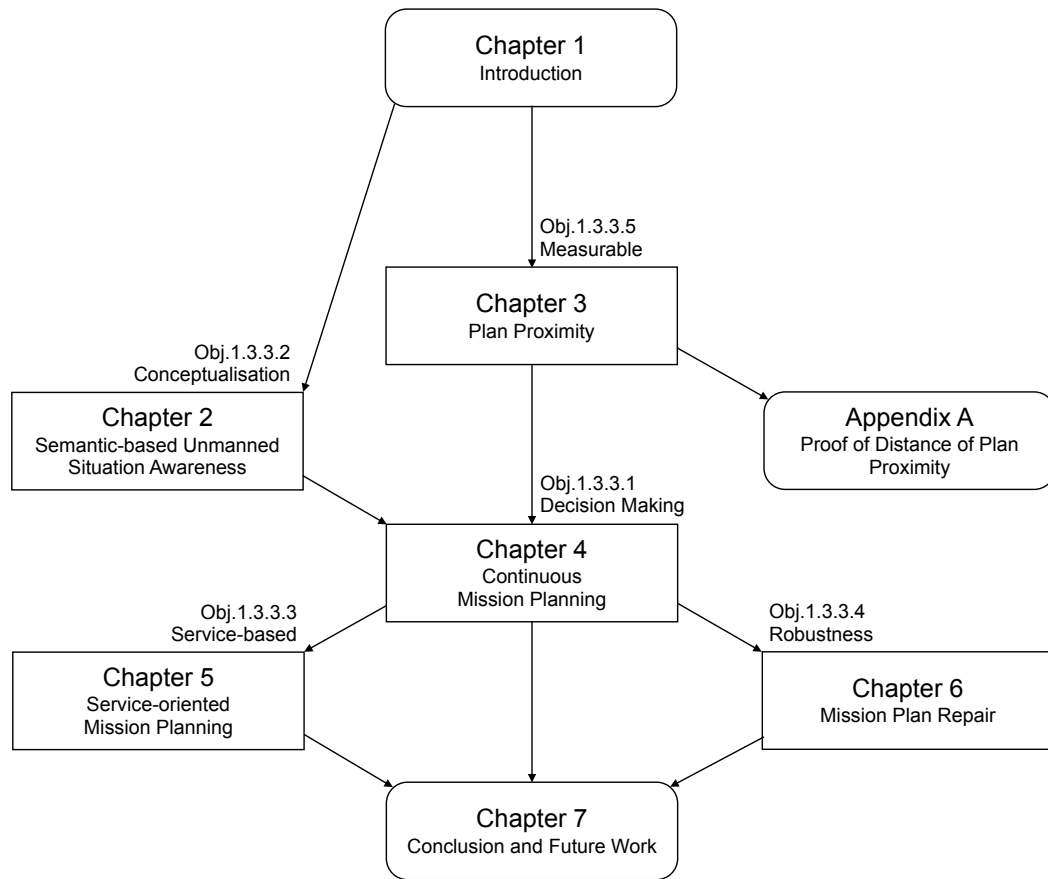 Chapter 1
Introduction
Obj.1.3.3.5
Measurable
Chapter 3
Plan Proximity
Obj.1.3.3.2
Conceptualisation
Chapter 2
Semantic-based Unmanned
Situation Awareness
Appendix A
Proof of Distance of Plan
Proximity
Obj.1.3.3.1
Decision Making
Chapter 4
Continuous
Mission Planning
Obj.1.3.3.3
Service-based
Obj.1.3.3.4
Robustness
Chapter 5
Service-oriented
Mission Planning
Chapter 6
Mission Plan Repair
Chapter 7
Conclusion and Future Work